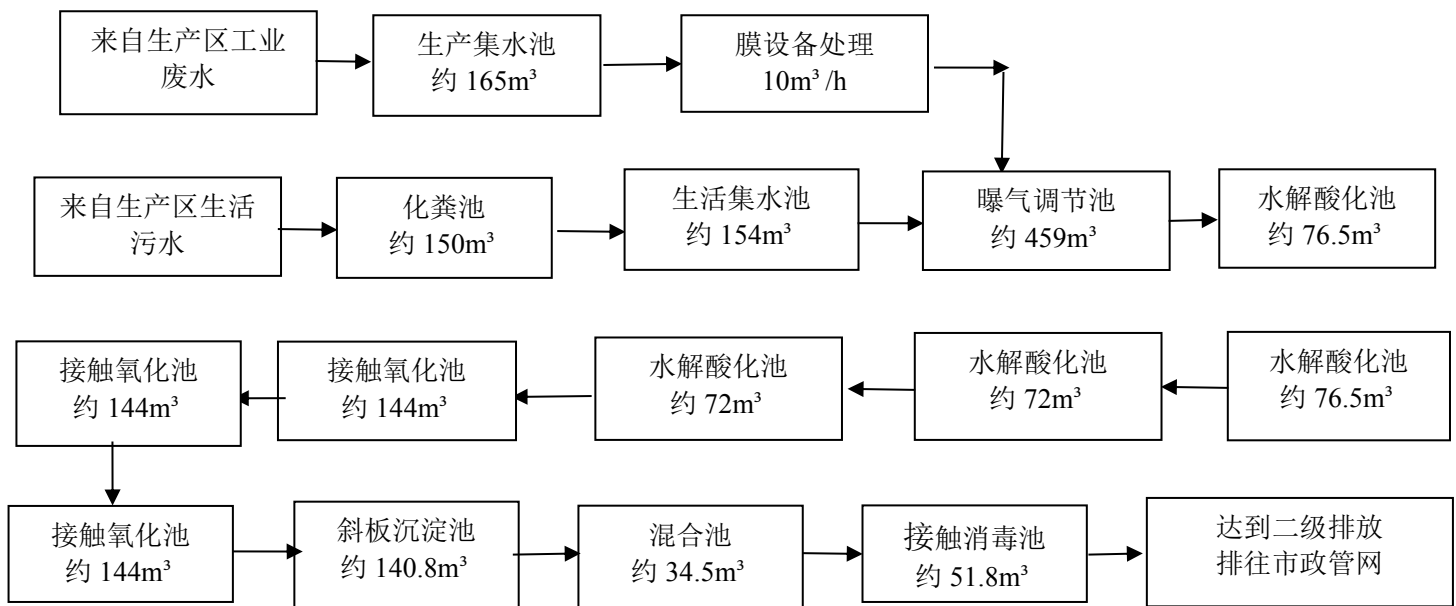 来自生产区工业
废水
生产集水池
约 165m³
膜设备处理
10m³ /h
来自生产区生活
污水
化粪池
约 150m³
生活集水池
约 154m³
曝气调节池
约 459m³
水解酸化池
约 76.5m³
接触氧化池
约 144m³
接触氧化池
约 144m³
水解酸化池
约 72m³
水解酸化池
约 72m³
水解酸化池
约 76.5m³
接触氧化池
约 144m³
斜板沉淀池
约 140.8m³
混合池
约 34.5m³
接触消毒池
约 51.8m³
达到二级排放
排往市政管网